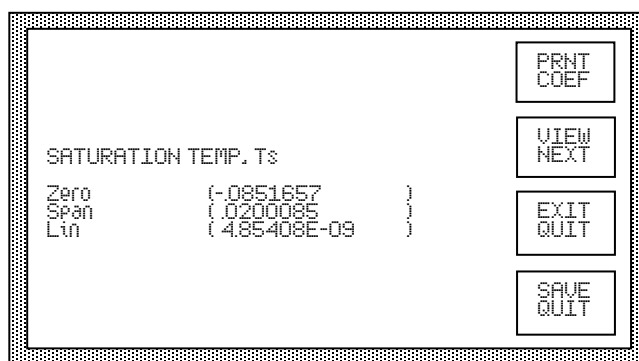 PRNT
COEF
VIEW
NEXT
SATURATION TEMP. Ts
Zero (-.0851657 )
Span ( .0200085 )
Lin ( 4.85408E-09 )
EXIT
QUIT
SAVE
QUIT